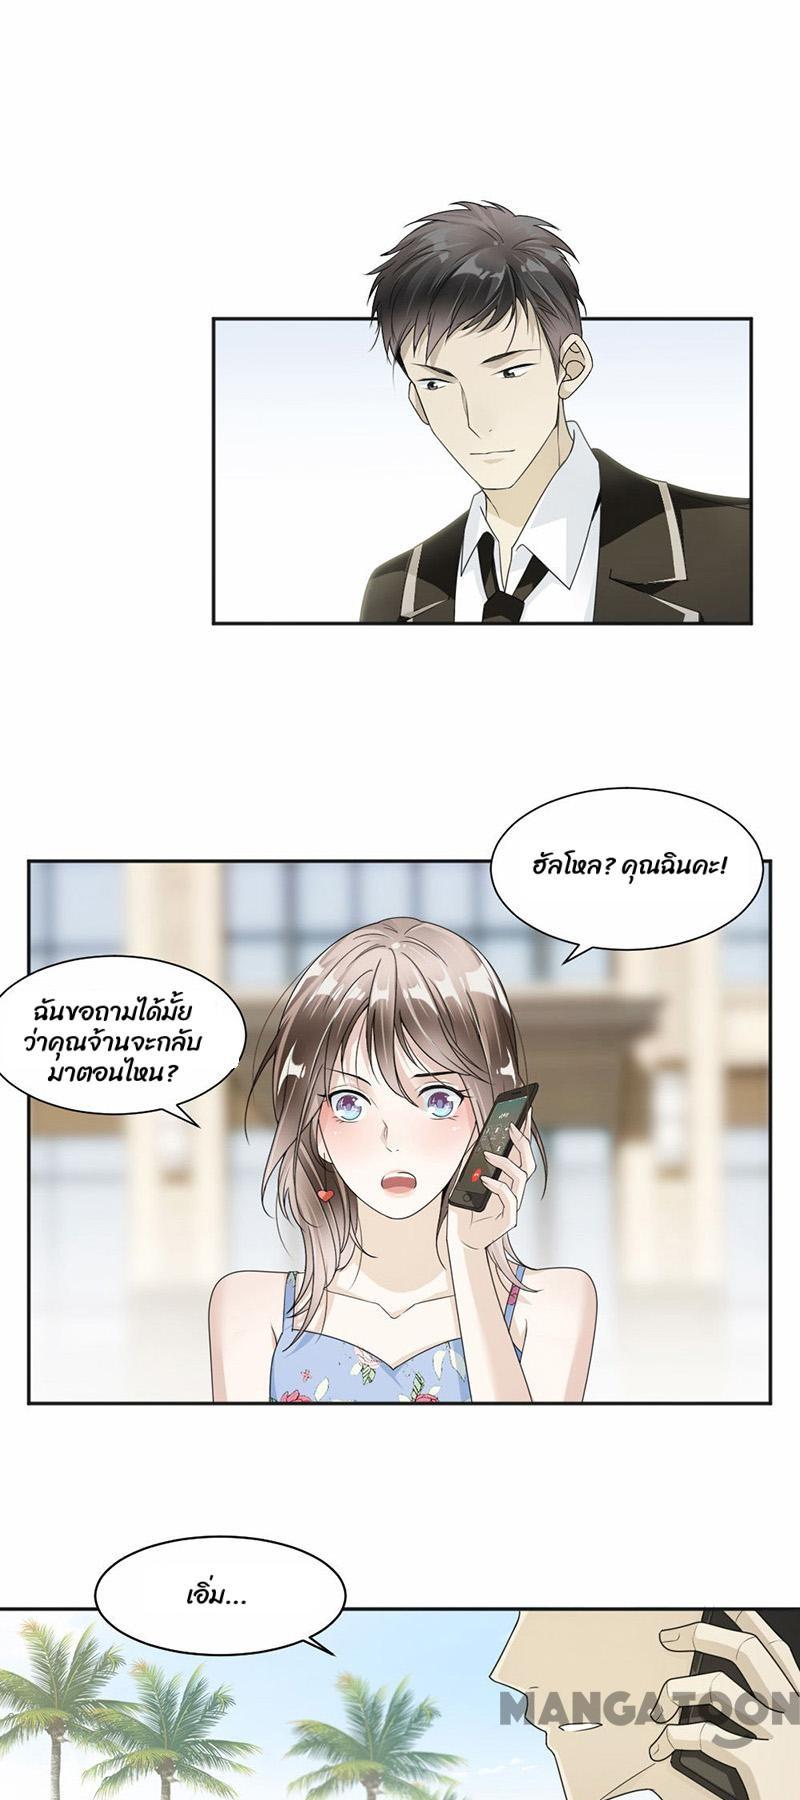 ฮัลโหล? คุณฉินคะ!
ฉันขอถามได้มั้ย
ว่าคุณจ้านจะกลับ
มาตอนไหน?
เอิ่ม...
MANGATOON